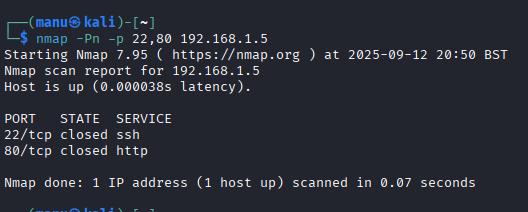 ┌──(manu㉿kali)-[~]
└─$ nmap -Pn -p 22,80 192.168.1.5
Starting Nmap 7.95 ( https://nmap.org ) at 2025-09-12 20:50 BST
Nmap scan report for 192.168.1.5
Host is up (0.000038s latency).
PORT   STATE  SERVICE
22/tcp closed ssh
80/tcp closed http
Nmap done: 1 IP address (1 host up) scanned in 0.07 seconds
┌──(manu㉿kali)-[~]